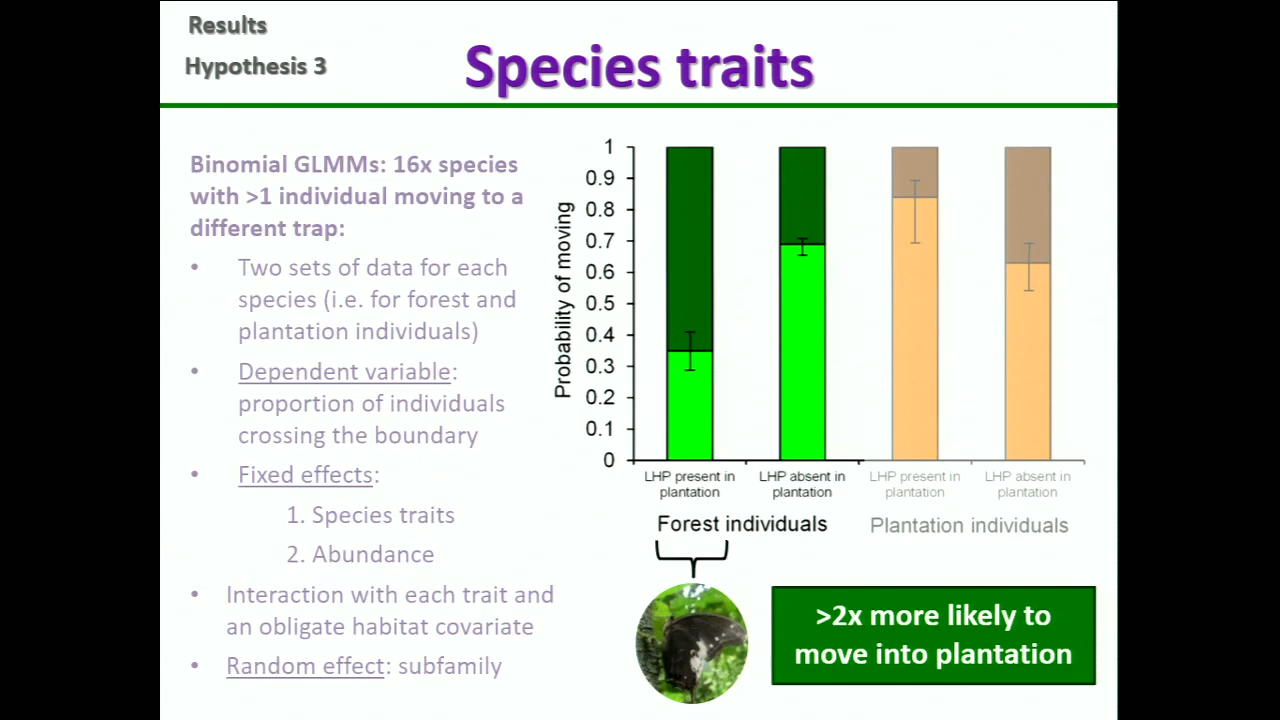 Results
Hypothesis 3
Species traits
Binomial GLMMs: 16x species
with >1 individual moving to a
different trap:
• Two sets of data for each
species (i.e. for forest and
plantation individuals)
• Dependent variable:
proportion of individuals
crossing the boundary
• Fixed effects:
1. Species traits
2. Abundance
• Interaction with each trait and
an obligate habitat covariate
• Random effect: subfamily
Probability of moving
1
0.9
0.8
0.7
0.6
0.5
0.4
0.3
0.2
0.1
0
LHP present in
plantation
LHP absent in
plantation
LHP present in
plantation
LHP absent in
plantation
Forest individuals
Plantation individuals
>2x more likely to
move into plantation